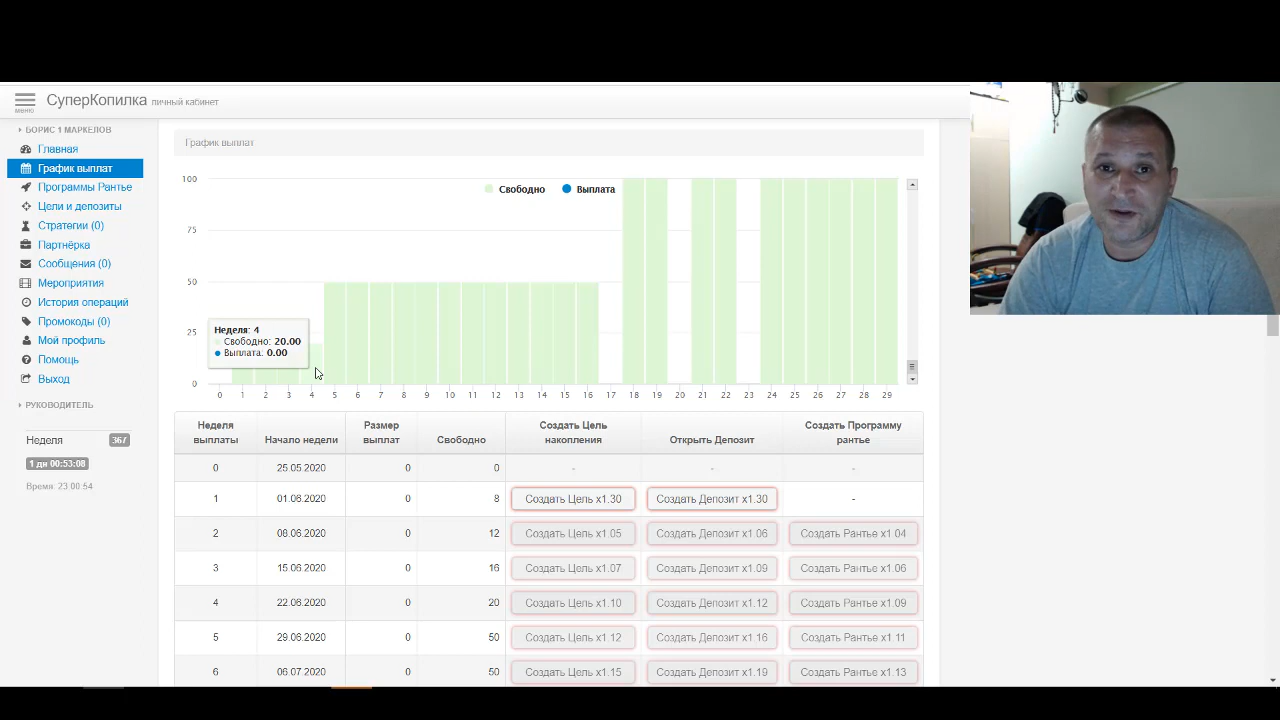 СуперКопилка личный кабинет
меню
БОРИС 1 МАРКЕЛОВ
Главная
График выплат
Программы Рантье
Цели и депозиты
Стратегии (0)
Партнёрка
Сообщения (0)
Мероприятия
История операций
Промокоды (0)
Мой профиль
Помощь
Выход
РУКОВОДИТЕЛЬ
Неделя 367
1 дн 00:53:08
Время: 23:00:54
График выплат
Свободно Выплата
100
75
50
25
0
Неделя: 4
Свободно: 20.00
Выплата: 0.00
0 1 2 3 4 5 6 7 8 9 10 11 12 13 14 15 16 17 18 19 20 21 22 23 24 25 26 27 28 29
Неделя выплаты Начало недели Размер выплат Свободно Создать Цель накопления Открыть Депозит Создать Программу рантье
0 25.05.2020 0 0 - - -
1 01.06.2020 0 8 Создать Цель x1.30 Создать Депозит x1.30 -
2 08.06.2020 0 12 Создать Цель x1.05 Создать Депозит x1.06 Создать Рантье x1.04
3 15.06.2020 0 16 Создать Цель x1.07 Создать Депозит x1.09 Создать Рантье x1.06
4 22.06.2020 0 20 Создать Цель x1.10 Создать Депозит x1.12 Создать Рантье x1.09
5 29.06.2020 0 50 Создать Цель x1.12 Создать Депозит x1.16 Создать Рантье x1.11
6 06.07.2020 0 50 Создать Цель x1.15 Создать Депозит x1.19 Создать Рантье x1.13